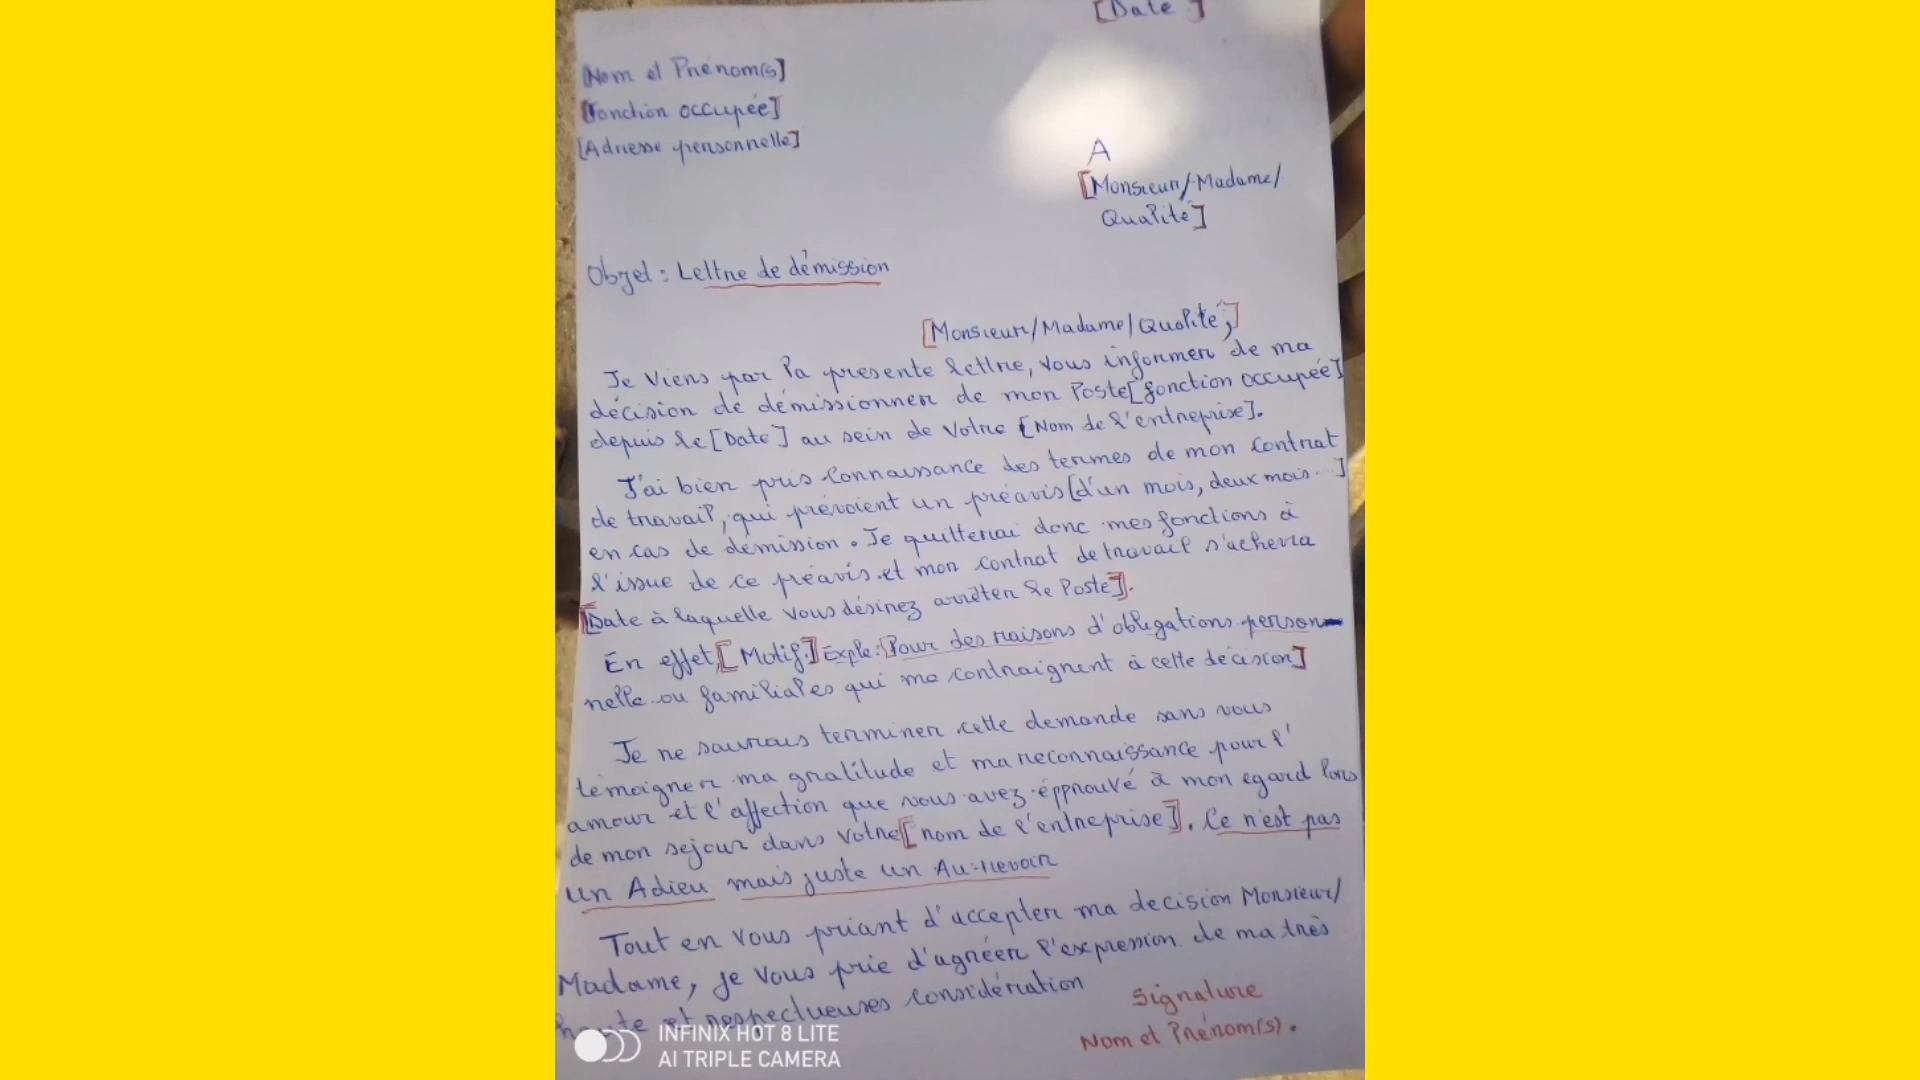 [Date]
[Nom et Prénom(s)]
[Fonction occupée]
[Adresse personnelle]
A
[Monsieur/Madame/
Qualité]
Objet : Lettre de démission
[Monsieur/Madame/Qualité,]
Je viens par la presente lettre, vous informer de ma
décision de démissionner de mon Poste[fonction occupée]
depuis le [Date] au sein de votre [Nom de l'entreprise].
J'ai bien pris connaissance des termes de mon contrat
de travail, qui prévoient un préavis [d'un mois, deux mois...]
en cas de démission. Je quitterai donc mes fonctions à
l'issue de ce préavis et mon contrat de travail s'achevra
[Date à laquelle vous désirez arrêter le Poste].
En effet,[Motif.] Exple:[Pour des raisons d'obligations person-
nelle ou familiales qui me contraignent à cette décision]
Je ne saurais terminer cette demande sans vous
témoigner ma gratitude et ma reconnaissance pour l'
amour et l'affection que vous avez épprouvé à mon egard lors
de mon sejour dans votre [nom de l'entreprise]. Ce n'est pas
un Adieu mais juste un Au-revoir
Tout en vous priant d'accepter ma decision Monsieur/
Madame, je vous prie d'agréer l'expression de ma très
haute et respectueuses considération
Signature
Nom et Prénom(s).
INFINIX HOT 8 LITE
AI TRIPLE CAMERA